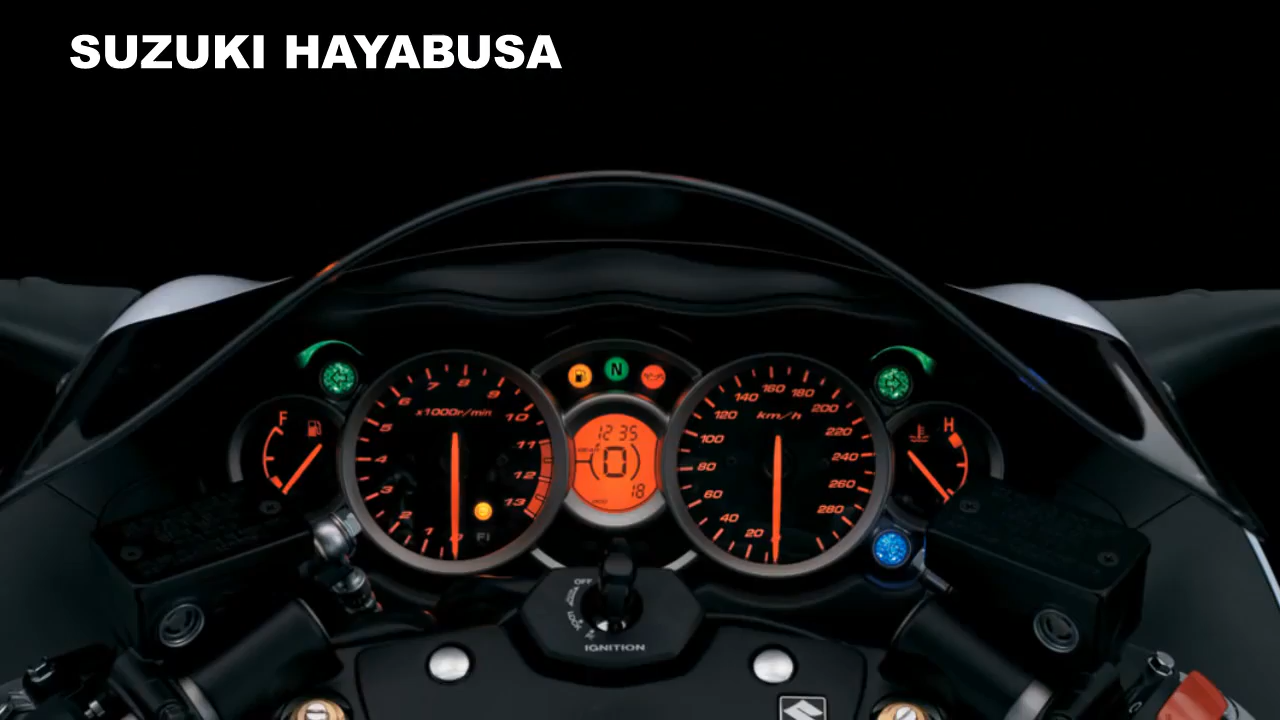 SUZUKI HAYABUSA
N
6 7 8 9
x1000r/min
5 10
4 11
3 12
2 13
1 0
FI
F
12:35
0
18
140 160 180
120 km/h 200
100 220
80 240
60 260
40 280
20
H
OFF
IGNITION